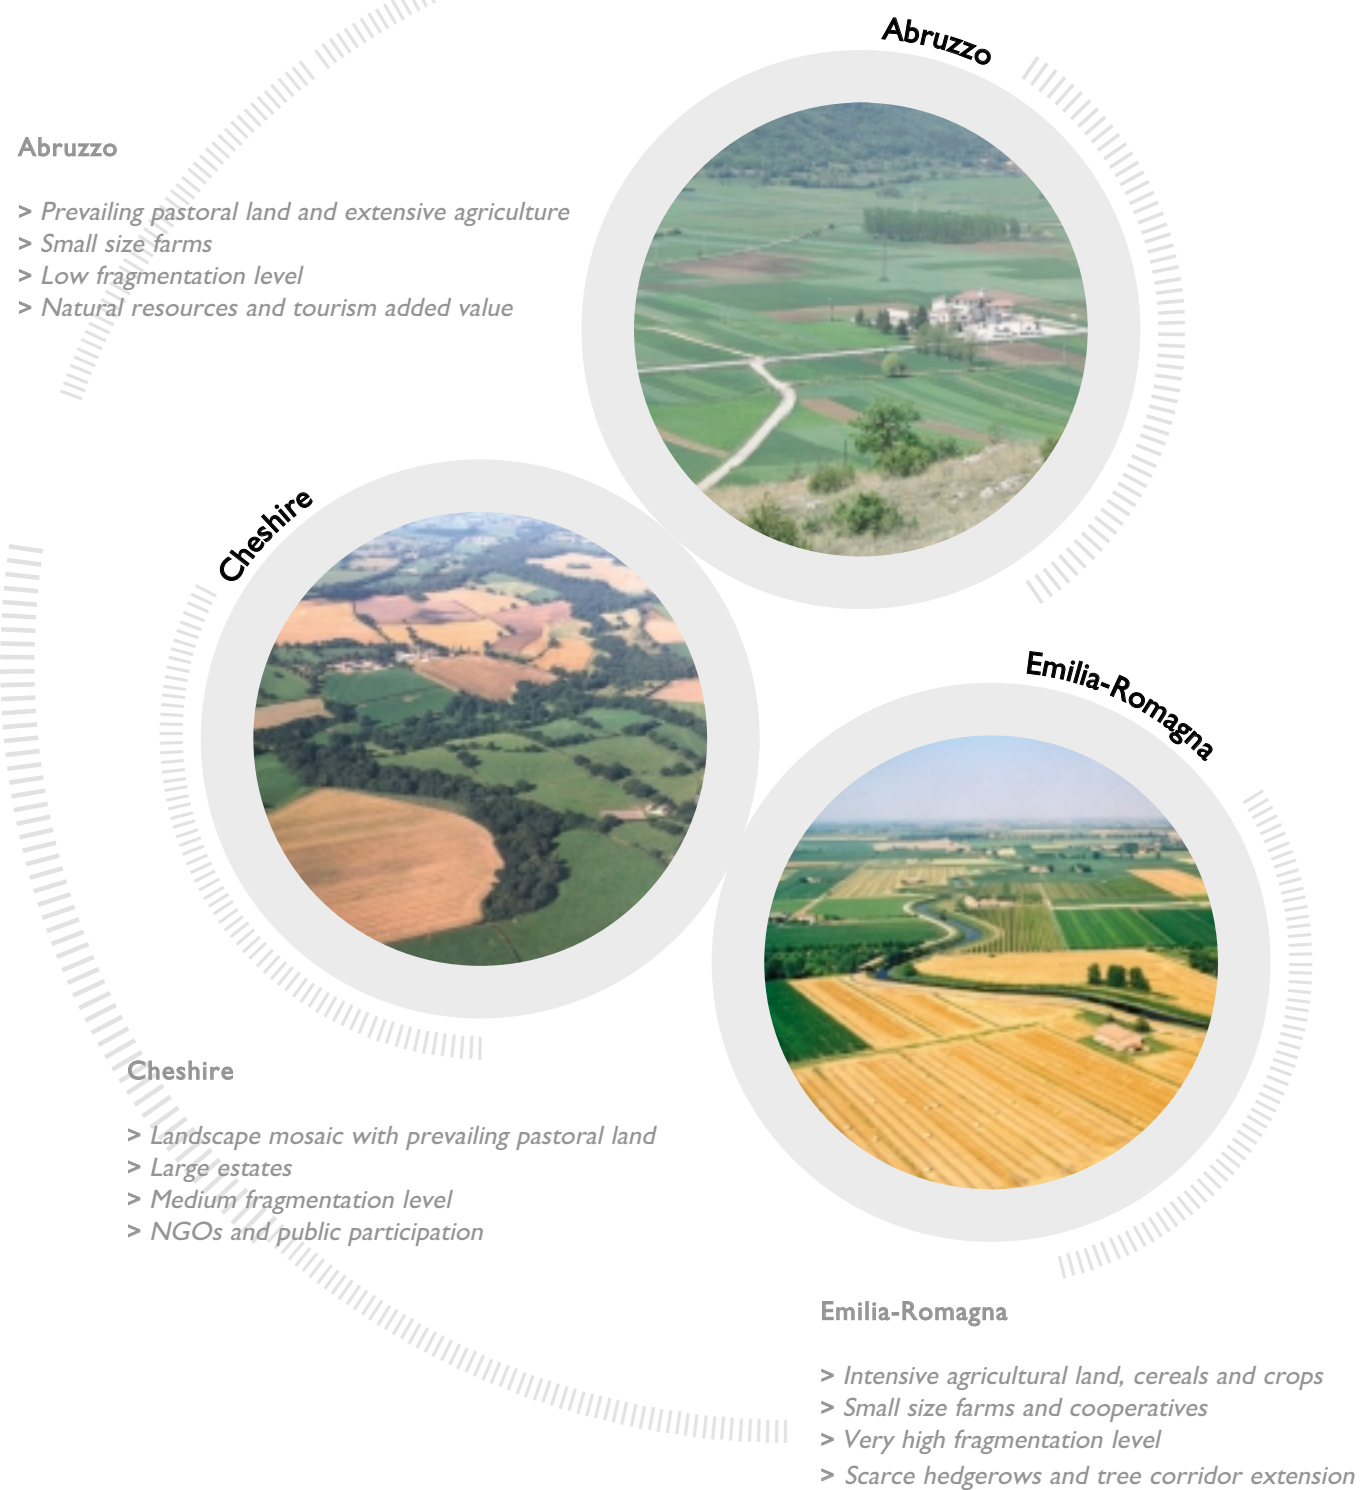 Abruzzo
Abruzzo
> Prevailing pastoral land and extensive agriculture
> Small size farms
> Low fragmentation level
> Natural resources and tourism added value
Cheshire
Emilia-Romagna
Cheshire
> Landscape mosaic with prevailing pastoral land
> Large estates
> Medium fragmentation level
> NGOs and public participation
Emilia-Romagna
> Intensive agricultural land, cereals and crops
> Small size farms and cooperatives
> Very high fragmentation level
> Scarce hedgerows and tree corridor extension